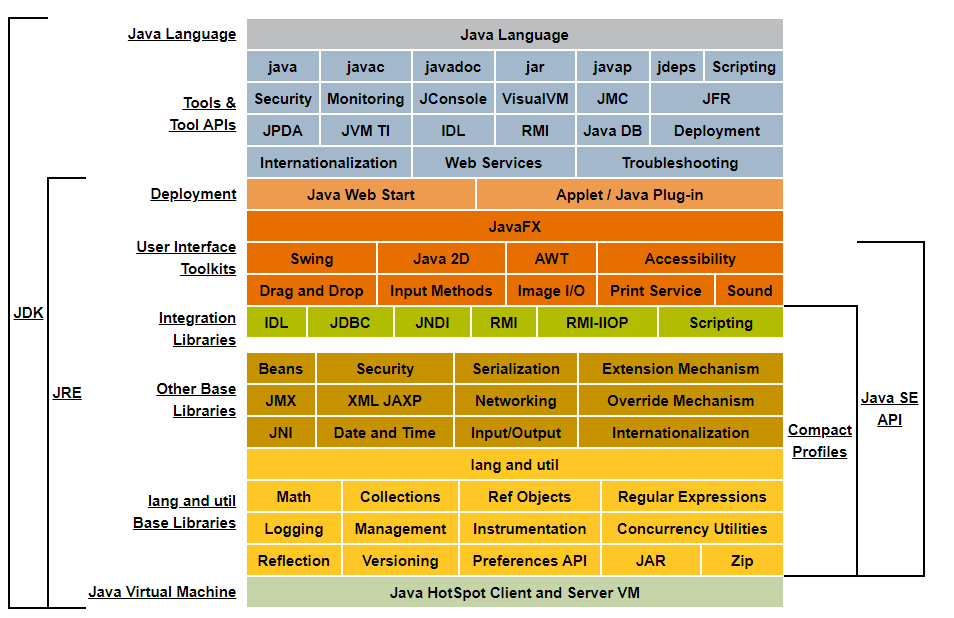 Java Language
Java Language
java javac javadoc jar javap jdeps Scripting
Tools &
Tool APIs
Security Monitoring JConsole VisualVM JMC JFR
JPDA JVM TI IDL RMI Java DB Deployment
Internationalization Web Services Troubleshooting
Deployment
Java Web Start Applet / Java Plug-in
JavaFX
User Interface
Toolkits
Swing Java 2D AWT Accessibility
Drag and Drop Input Methods Image I/O Print Service Sound
Integration
Libraries
IDL JDBC JNDI RMI RMI-IIOP Scripting
JDK
JRE
Other Base
Libraries
Beans Security Serialization Extension Mechanism
JMX XML JAXP Networking Override Mechanism
JNI Date and Time Input/Output Internationalization
Java SE
API
Compact
Profiles
lang and util
lang and util
Base Libraries
Math Collections Ref Objects Regular Expressions
Logging Management Instrumentation Concurrency Utilities
Reflection Versioning Preferences API JAR Zip
Java Virtual Machine
Java HotSpot Client and Server VM